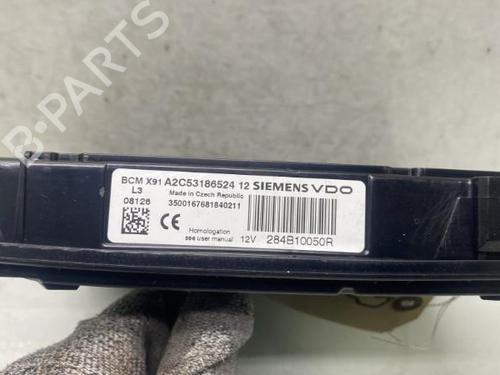 BCM X91 A2C53186524 12 SIEMENS VDO
L3 Made in Czech Republic
08126 3500167681840211
CE Homologation
see user manual 12V 284B10050R
B-PARTS